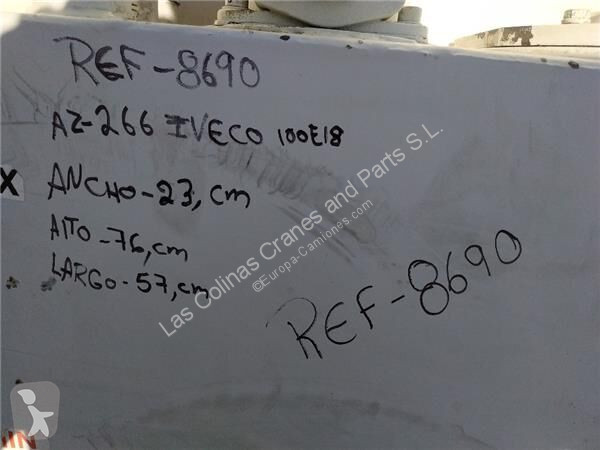 REF-8690
AZ-266 IVECO 100E18
X
ANCHO-23,cm
AlTO-76,cm
LARGO-57,cm
REF-8690
Las Colinas Cranes and Parts S.L.
©Europa-Camiones.com